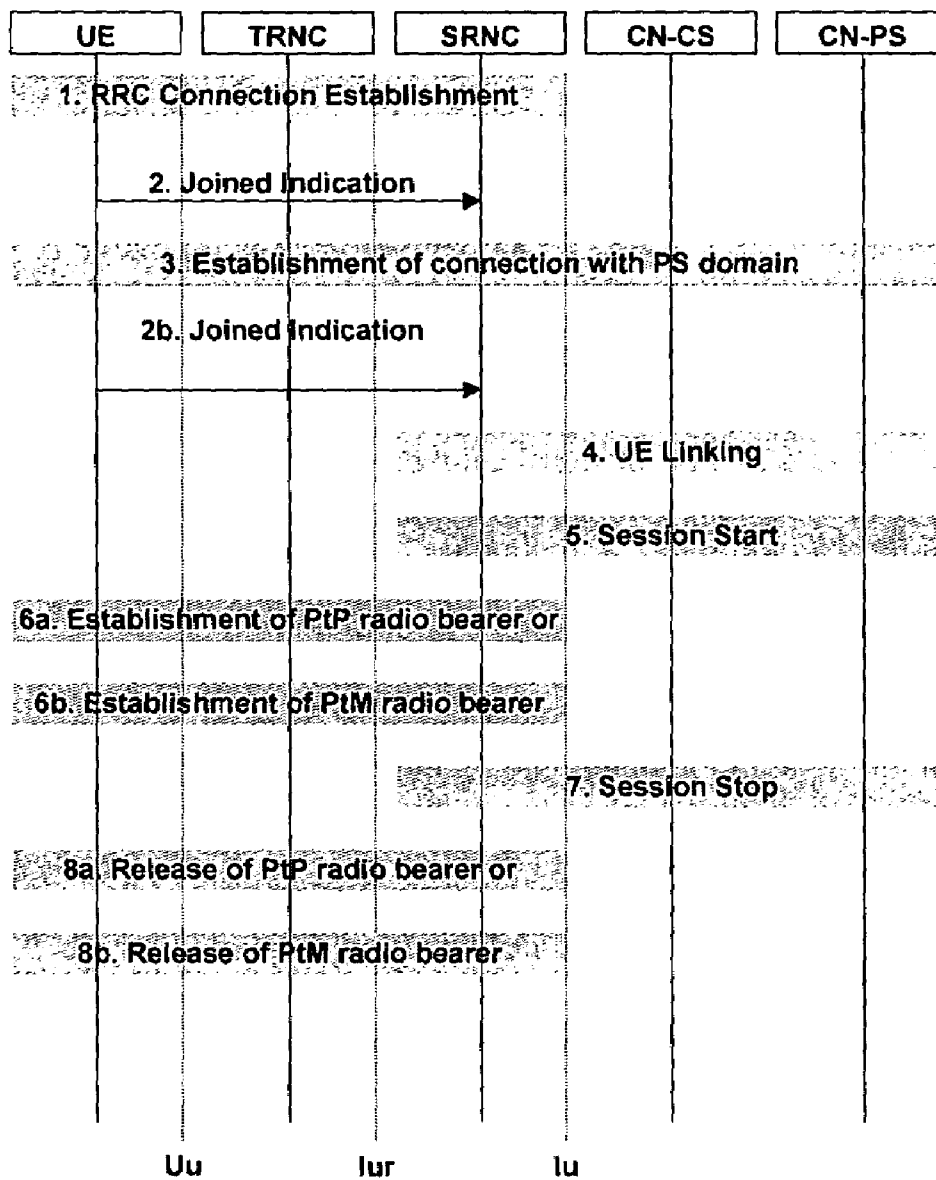 UE TRNC SRNC CN-CS CN-PS
1. RRC Connection Establishment
2. Joined Indication
3. Establishment of connection with PS domain
2b. Joined Indication
4. UE Linking
5. Session Start
6a. Establishment of PtP radio bearer or
6b. Establishment of PtM radio bearer
7. Session Stop
8a. Release of PtP radio bearer or
8b. Release of PtM radio bearer
Uu Iur Iu